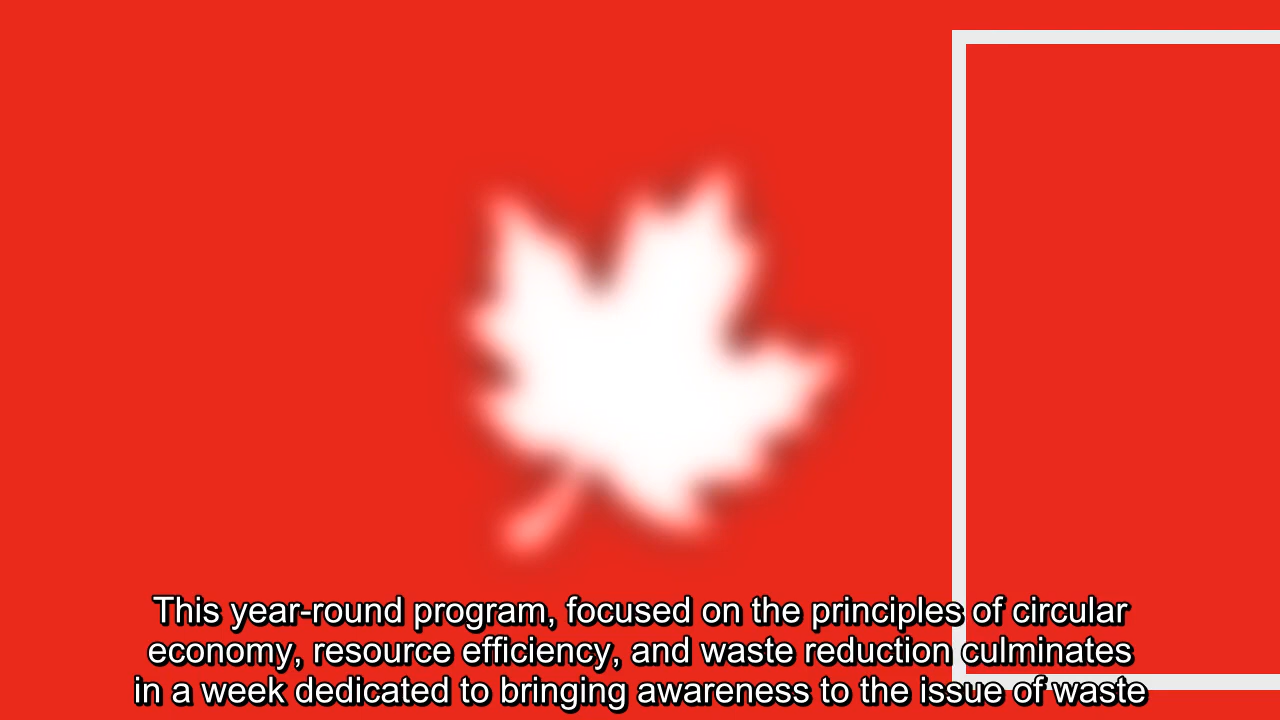 This year-round program, focused on the principles of circular
economy, resource efficiency, and waste reduction culminates
in a week dedicated to bringing awareness to the issue of waste